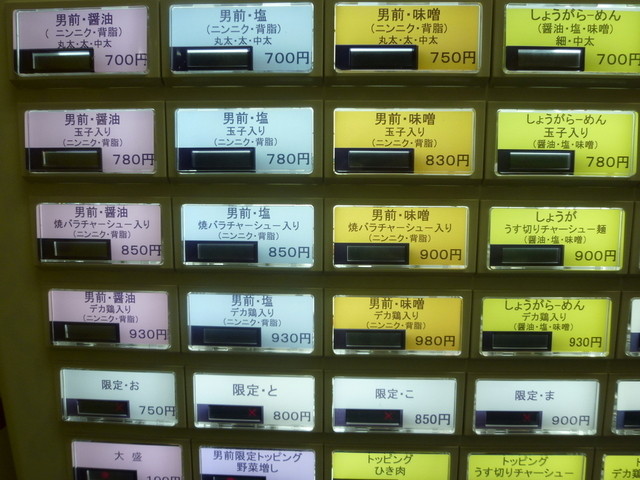 男前・醤油
(ニンニク・背脂)
丸太・太・中太
700円
男前・塩
(ニンニク・背脂)
丸太・太・中太
700円
男前・味噌
(ニンニク・背脂)
丸太・太・中太
750円
しょうがらーめん
(醤油・塩・味噌)
細・中太
700円
男前・醤油
玉子入り
(ニンニク・背脂)
780円
男前・塩
玉子入り
(ニンニク・背脂)
780円
男前・味噌
玉子入り
(ニンニク・背脂)
830円
しょうがらーめん
玉子入り
(醤油・塩・味噌)
780円
男前・醤油
焼バラチャーシュー入り
(ニンニク・背脂)
850円
男前・塩
焼バラチャーシュー入り
(ニンニク・背脂)
850円
男前・味噌
焼バラチャーシュー入り
(ニンニク・背脂)
900円
しょうが
うす切りチャーシュー麺
(醤油・塩・味噌)
900円
男前・醤油
デカ鶏入り
(ニンニク・背脂)
930円
男前・塩
デカ鶏入り
(ニンニク・背脂)
930円
男前・味噌
デカ鶏入り
(ニンニク・背脂)
980円
しょうがらーめん
デカ鶏入り
(醤油・塩・味噌)
930円
限定・お
750円
限定・と
800円
限定・こ
850円
限定・ま
900円
大盛
男前限定トッピング
野菜増し
トッピング
ひき肉
トッピング
うす切りチャーシュー